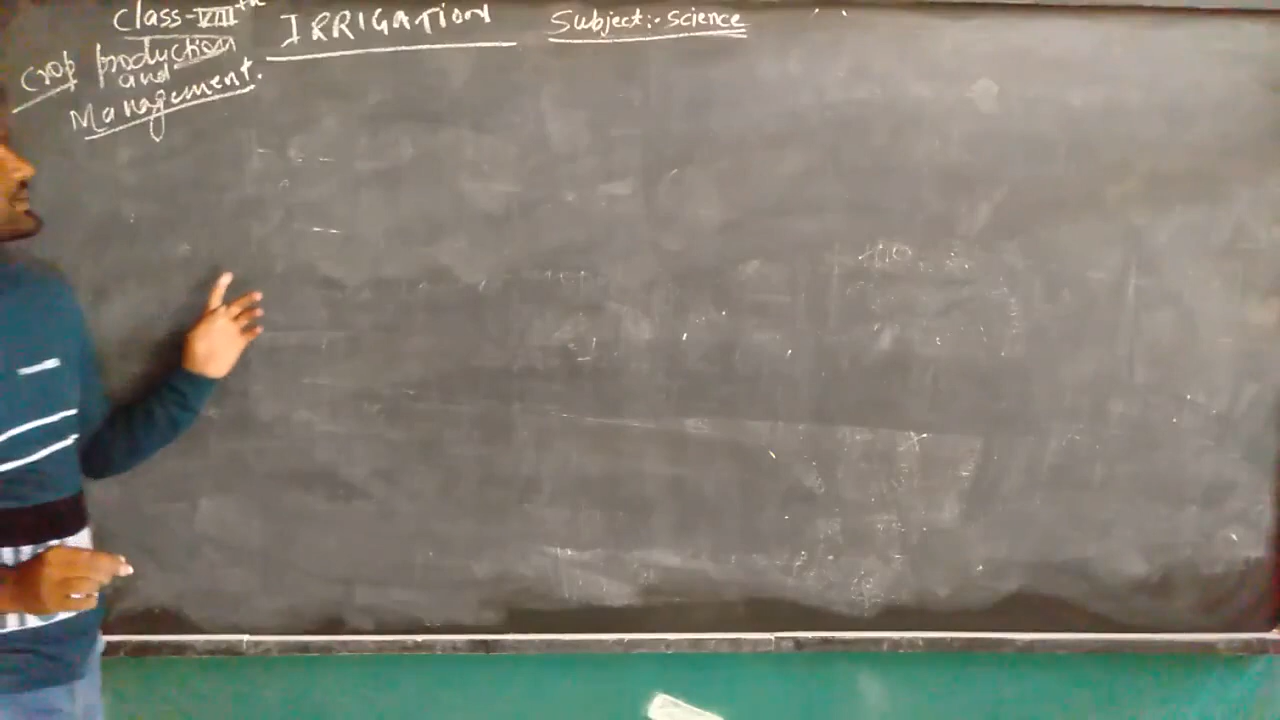 Class-VIIIth
Crop production
and
Management.
IRRIGATION
Subject:- Science